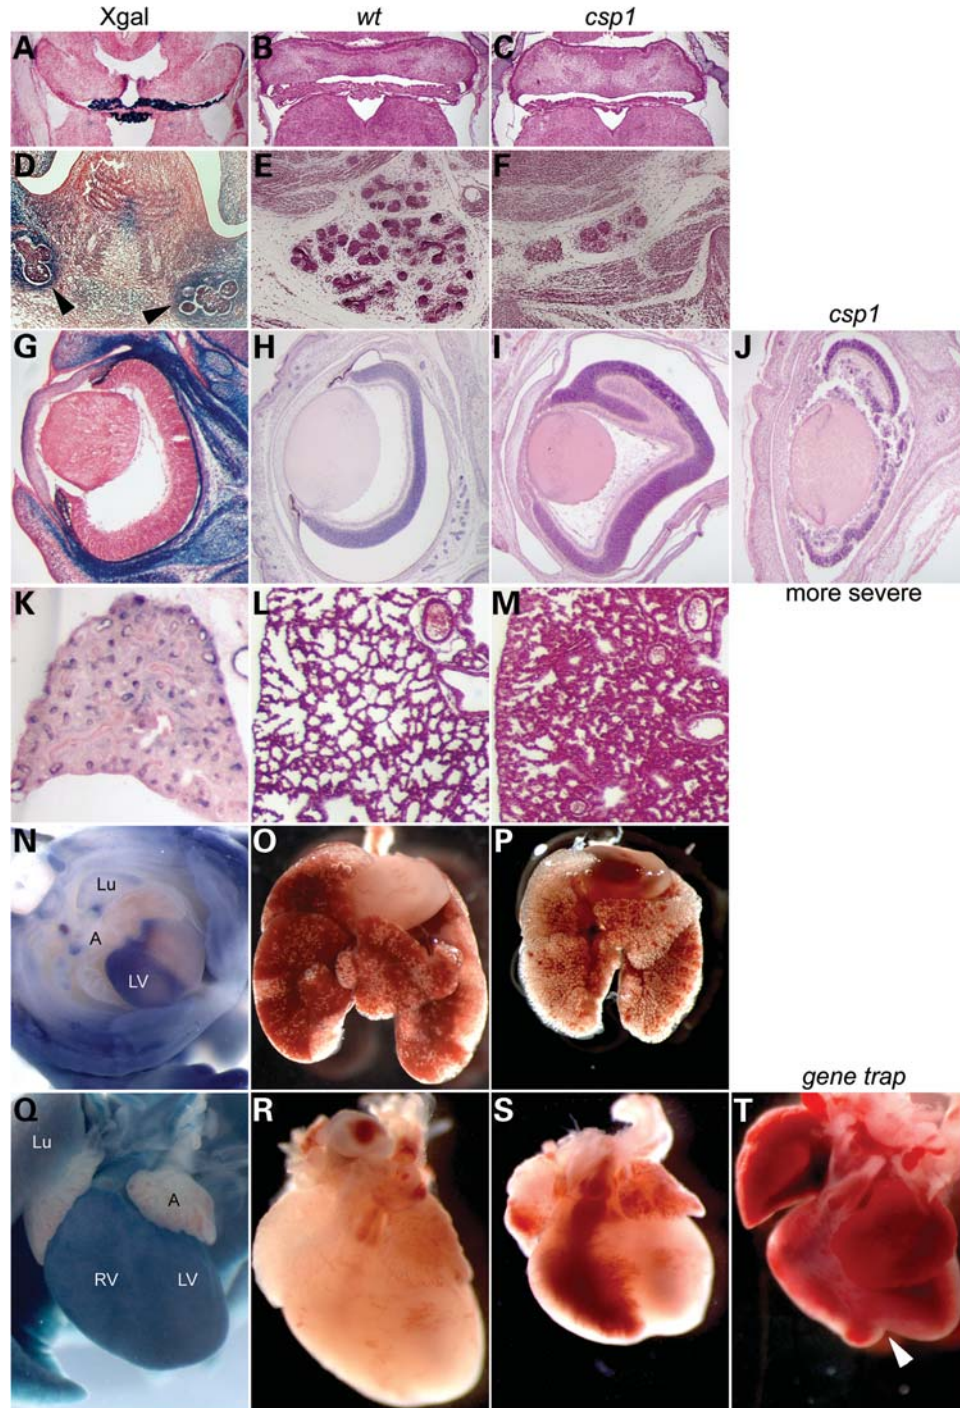 Xgal wt csp1
A B C
D E F
csp1
G H I J
more severe
K L M
N O P
Lu
A
LV
gene trap
Q R S T
Lu
A
RV LV